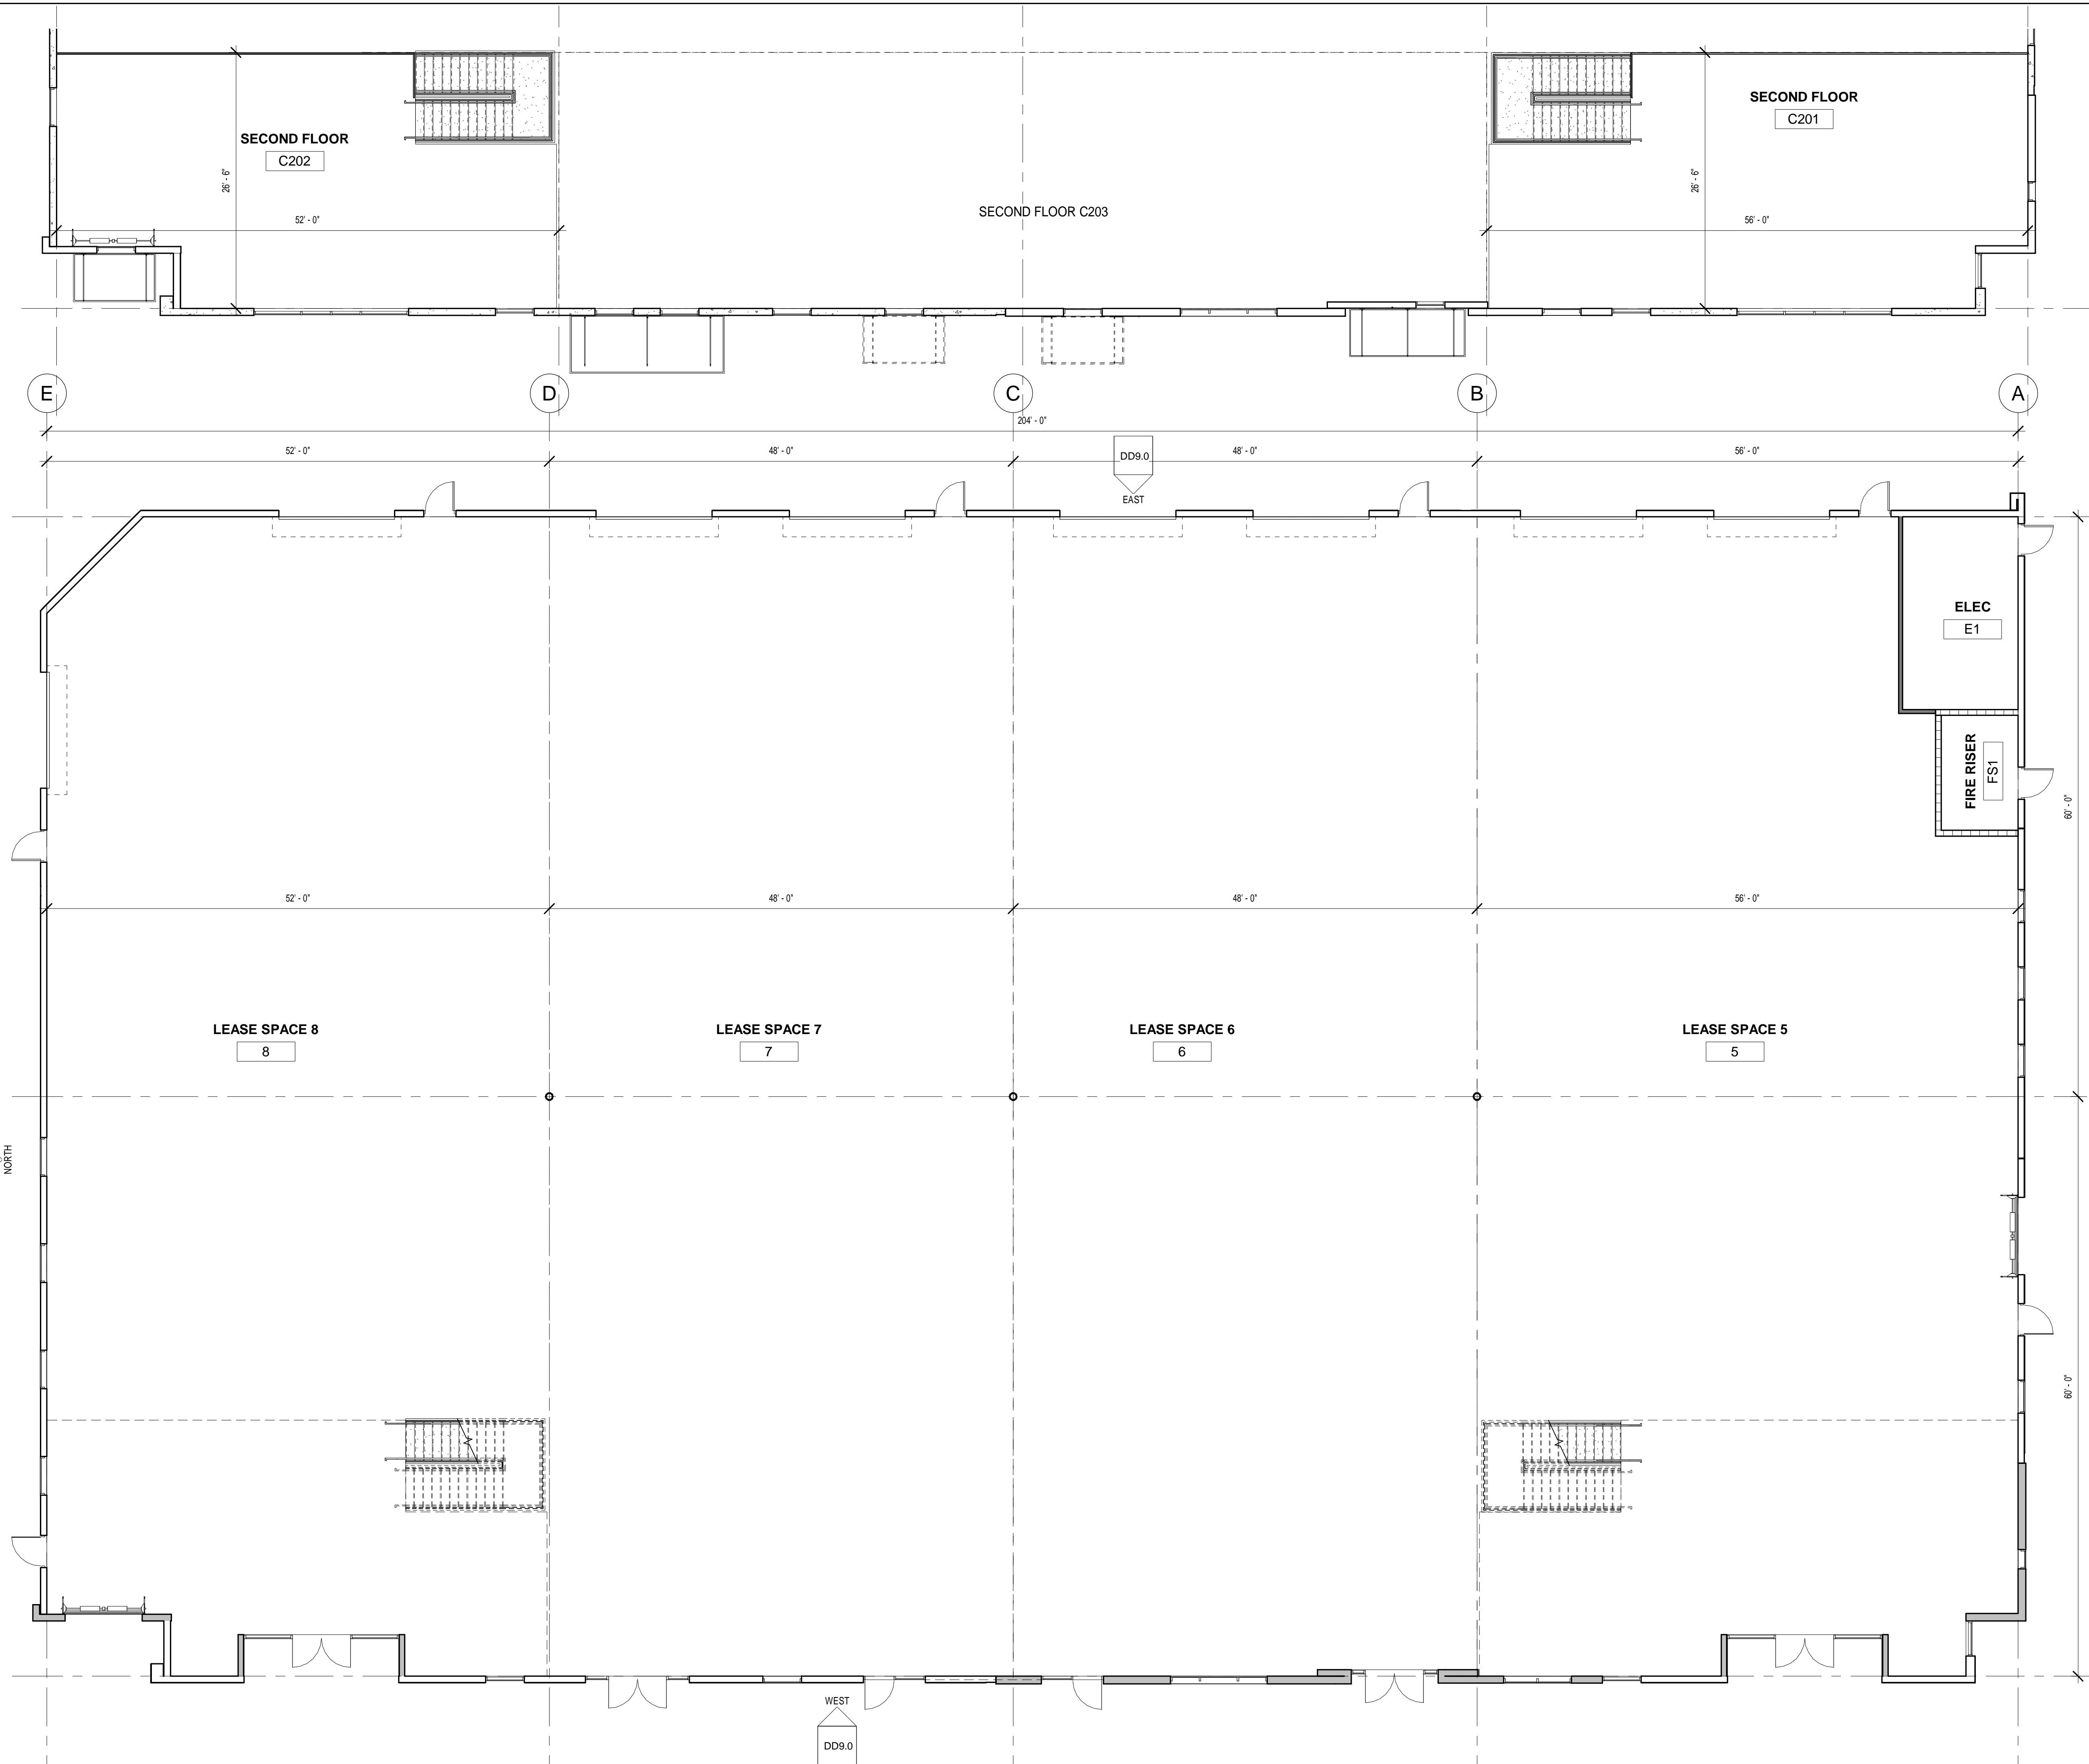 SECOND FLOOR
C201
SECOND FLOOR
C202
26' - 6"
26' - 6"
SECOND FLOOR C203
52' - 0"
56' - 0"
E
D
C
B
A
204' - 0"
52' - 0"
48' - 0"
48' - 0"
56' - 0"
DD9.0
EAST
ELEC
E1
FIRE RISER
FS1
60' - 0"
52' - 0"
48' - 0"
48' - 0"
56' - 0"
LEASE SPACE 8
8
LEASE SPACE 7
7
LEASE SPACE 6
6
LEASE SPACE 5
5
NORTH
60' - 0"
WEST
DD9.0